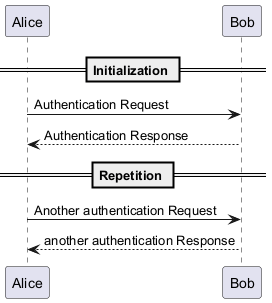 Alice Bob
Initialization
Authentication Request
Authentication Response
Repetition
Another authentication Request
another authentication Response
Alice Bob